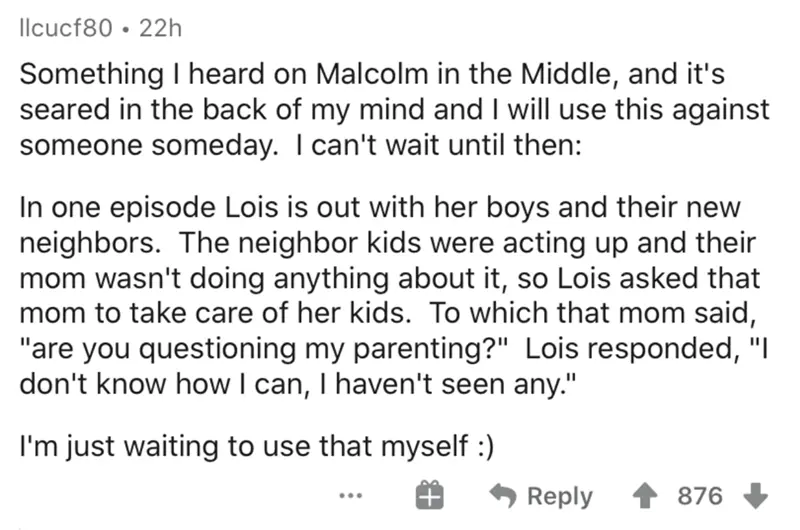 llcucf80 • 22h
Something I heard on Malcolm in the Middle, and it's
seared in the back of my mind and I will use this against
someone someday.  I can't wait until then:
In one episode Lois is out with her boys and their new
neighbors.  The neighbor kids were acting up and their
mom wasn't doing anything about it, so Lois asked that
mom to take care of her kids.  To which that mom said,
"are you questioning my parenting?"  Lois responded, "I
don't know how I can, I haven't seen any."
I'm just waiting to use that myself :)
... Reply 876